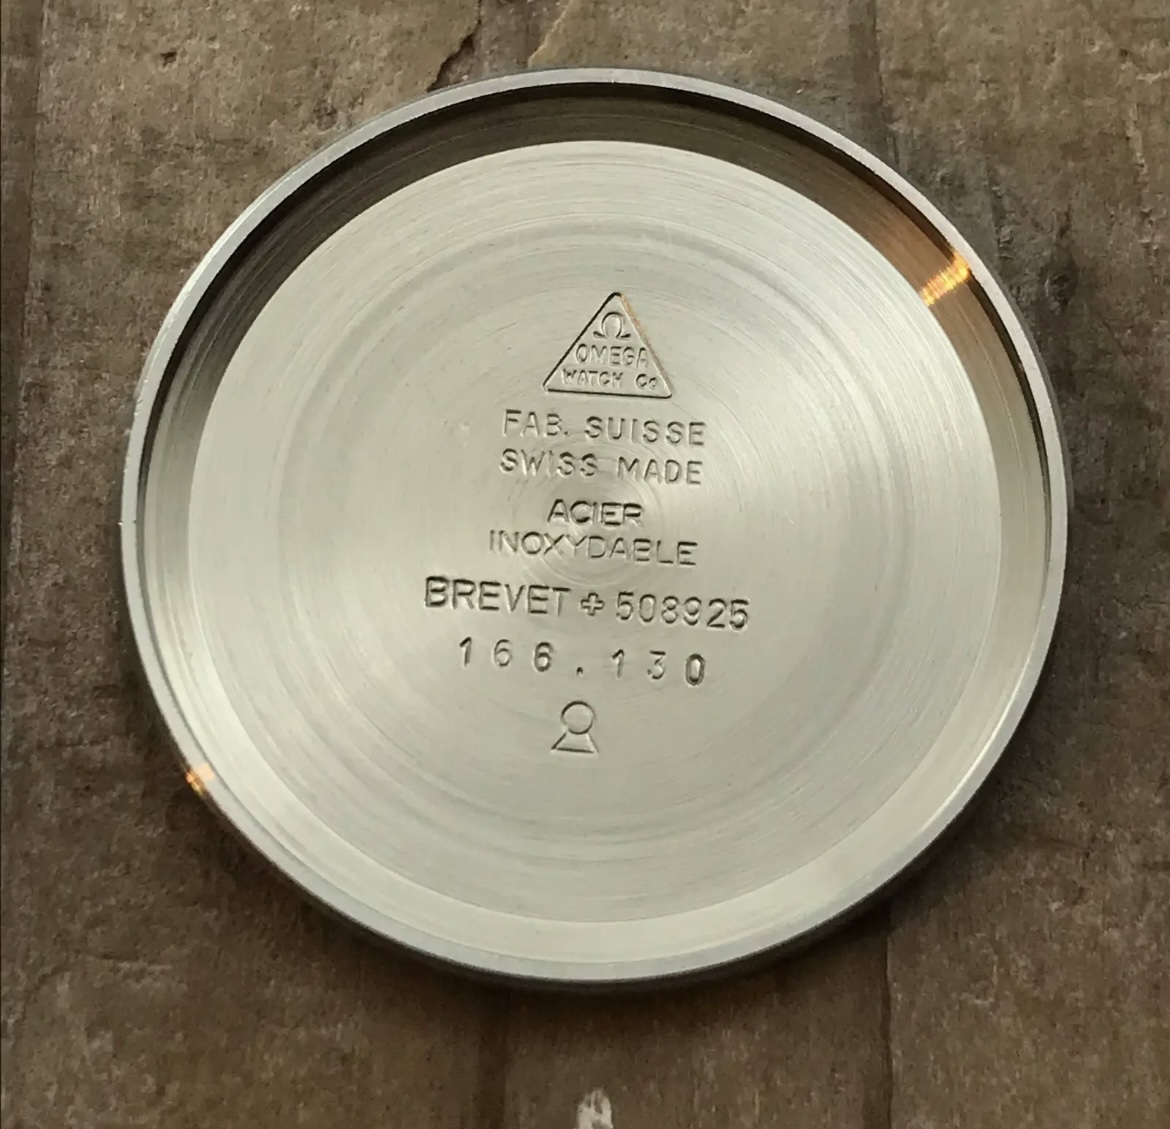 Ω
OMEGA
WATCH Co
FAB. SUISSE
SWISS MADE
ACIER
INOXYDABLE
BREVET + 508925
166.130